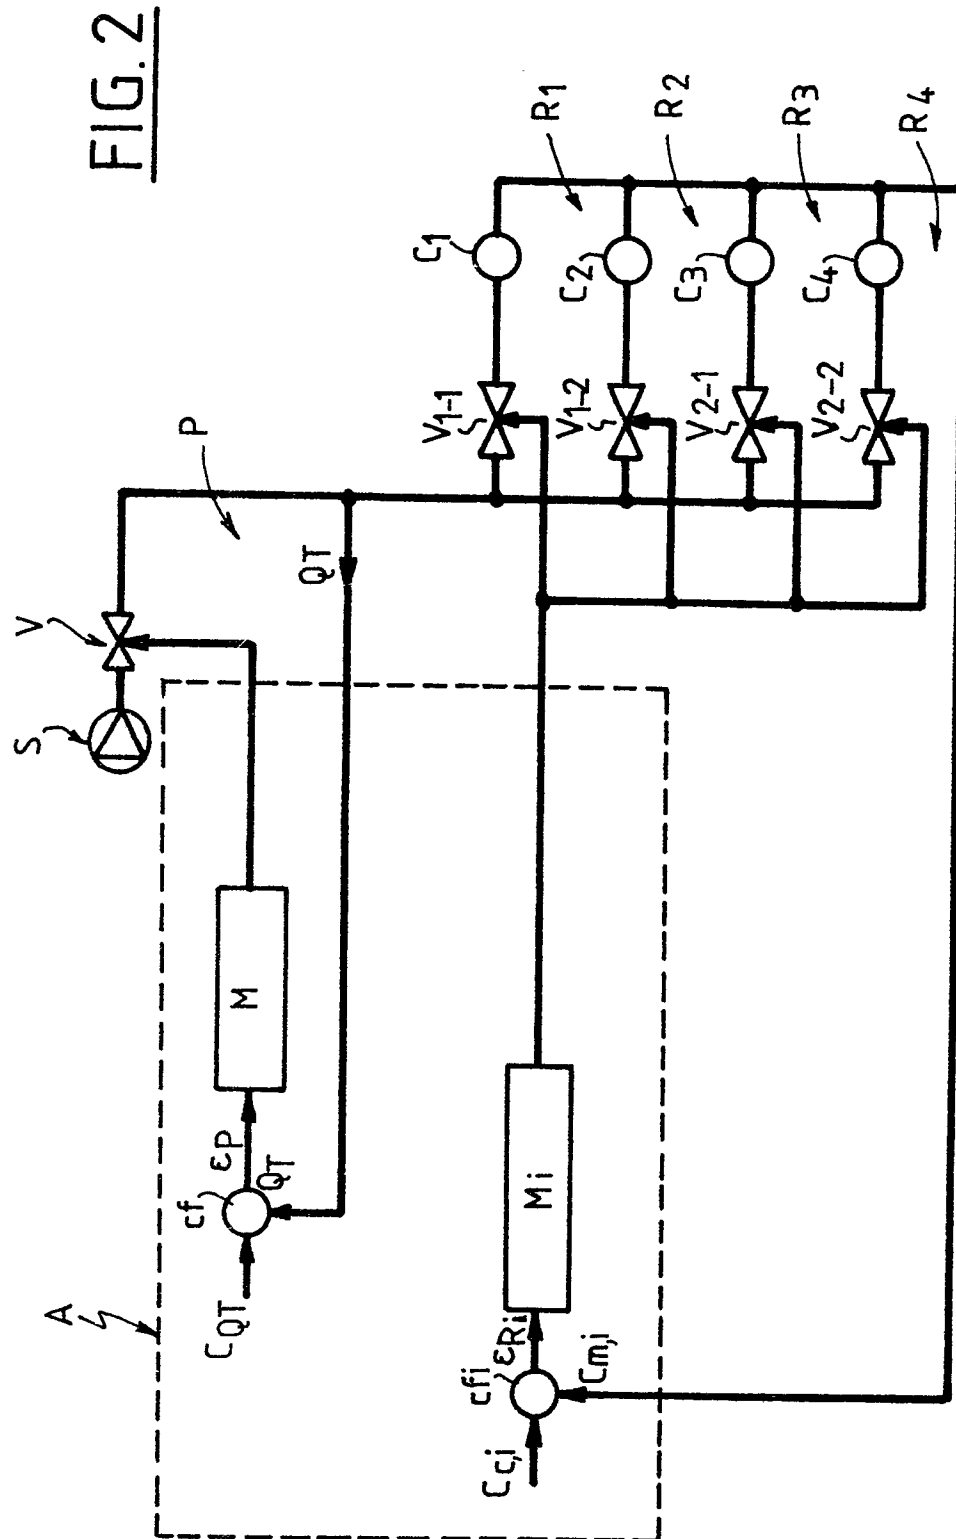 FIG. 2
R1
R2
R3
R4
C1
C2
C3
C4
V1-1
V1-2
V2-1
V2-2
P
QT
V
S
M
εP
QT
cf
CQT
A
Mi
εRi
Cm,i
cfi
Cc,i